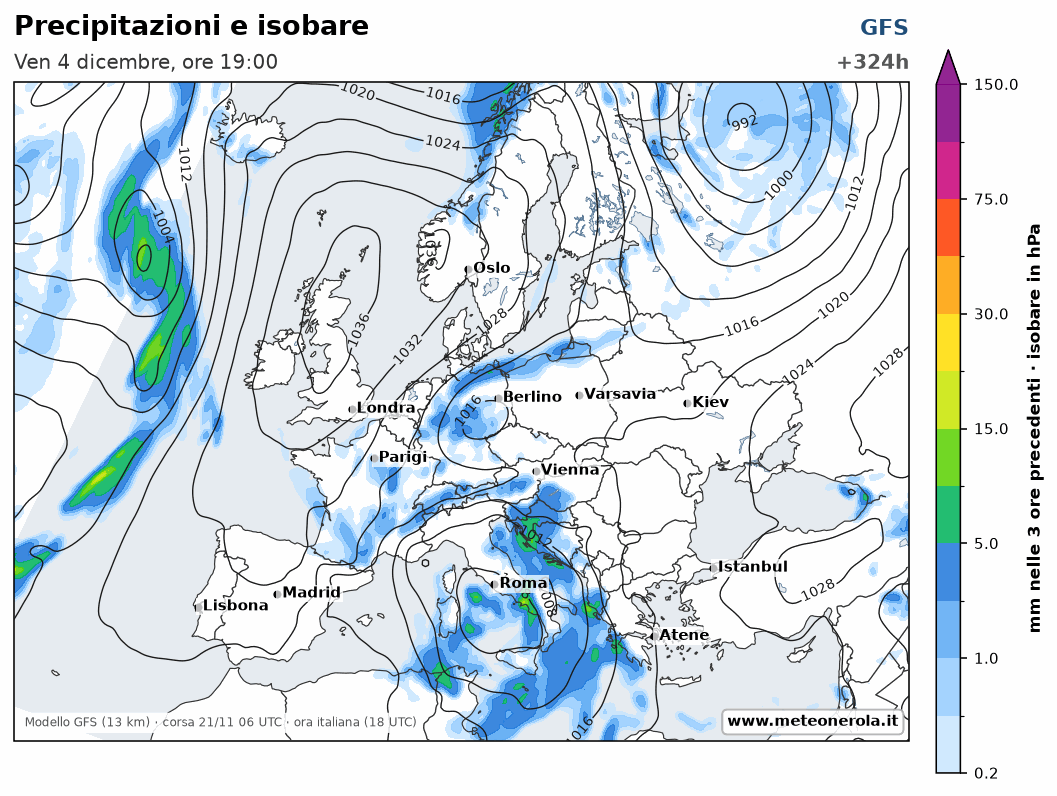 Precipitazioni e isobare
GFS
Ven 4 dicembre, ore 19:00
+324h
1020
1016
1024
992
1012
1000
1012
1004
1036
Oslo
1036
1032
1028
1016
1020
1024
1028
Londra
1016
Berlino
Varsavia
Kiev
Parigi
Vienna
1012
Roma
1008
Istanbul
1028
Madrid
Lisbona
Atene
1016
Modello GFS (13 km) · corsa 21/11 06 UTC · ora italiana (18 UTC)
www.meteonerola.it
150.0
75.0
30.0
15.0
5.0
1.0
0.2
mm nelle 3 ore precedenti · isobare in hPa